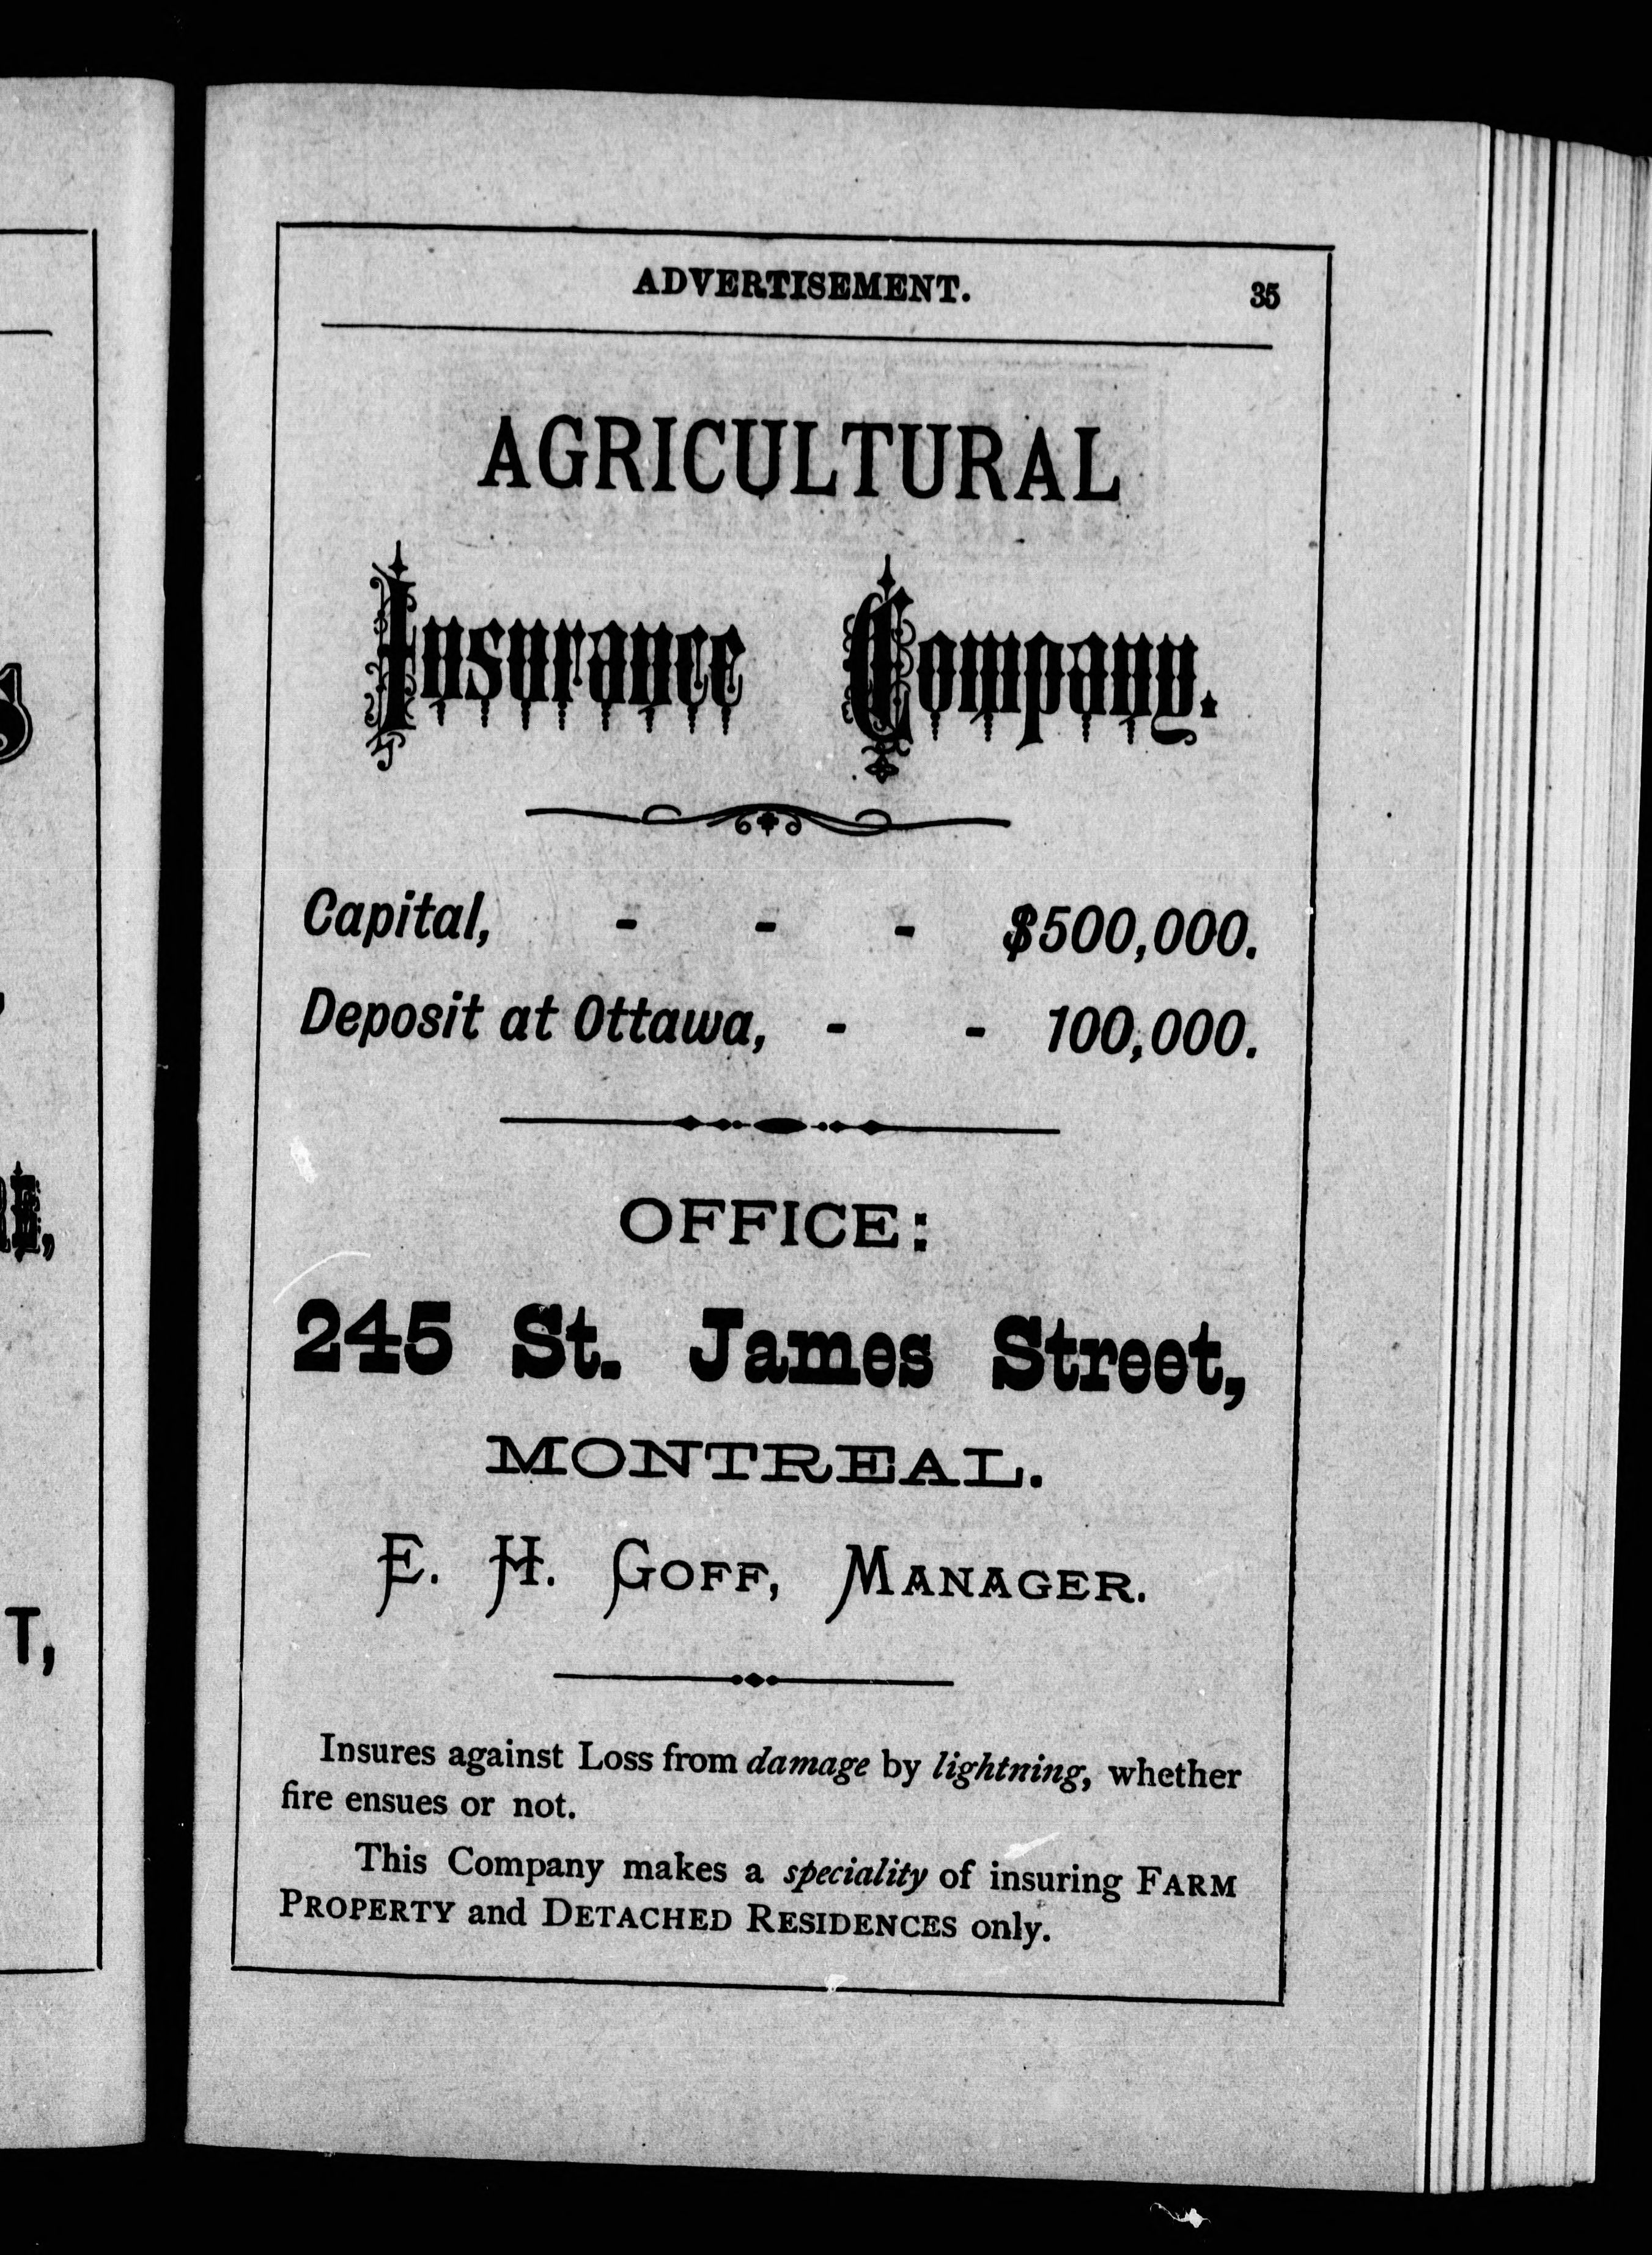 ADVERTISEMENT. 35
AGRICULTURAL
Insurance Company.
Capital, - - - $500,000.
Deposit at Ottawa, - - 100,000.
OFFICE:
245 St. James Street,
MONTREAL.
E. H. GOFF, MANAGER.
Insures against Loss from damage by lightning, whether
fire ensues or not.
This Company makes a speciality of insuring FARM
PROPERTY and DETACHED RESIDENCES only.
T,